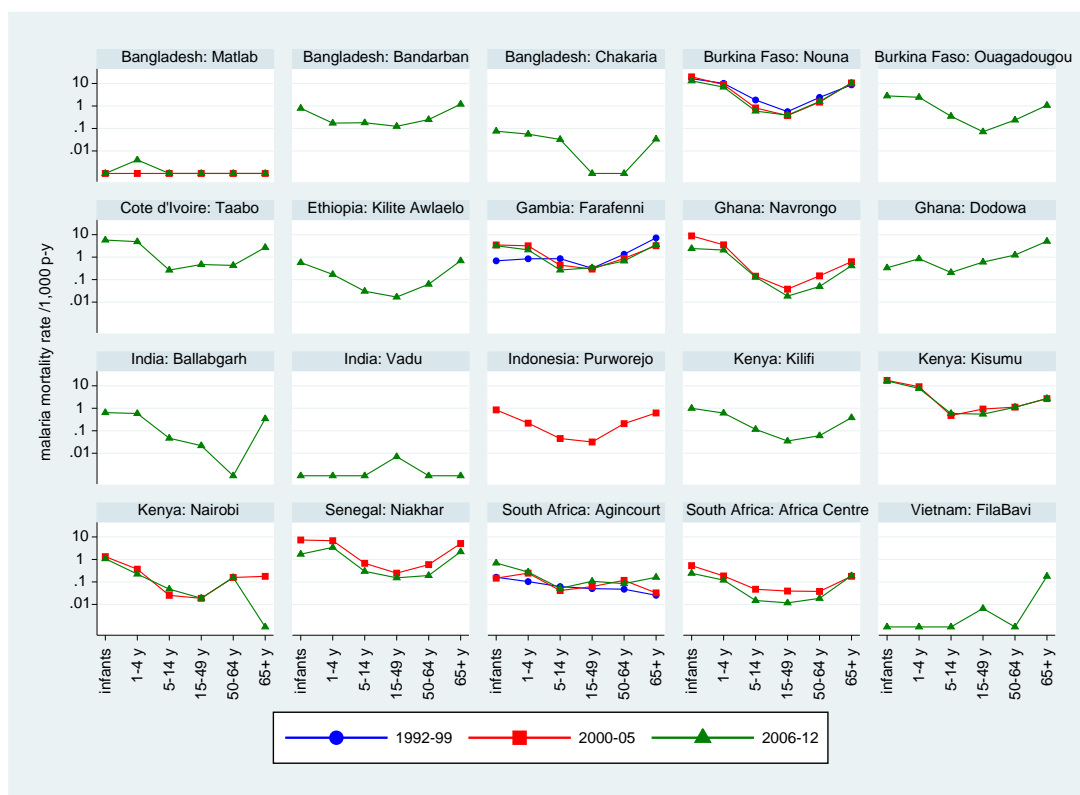 Bangladesh: Matlab
Bangladesh: Bandarban
Bangladesh: Chakaria
Burkina Faso: Nouna
Burkina Faso: Ouagadougou
10
1
.1
.01
Cote d'Ivoire: Taabo
Ethiopia: Kilite Awlaelo
Gambia: Farafenni
Ghana: Navrongo
Ghana: Dodowa
10
1
.1
.01
malaria mortality rate /1,000 p-y
India: Ballabgarh
India: Vadu
Indonesia: Purworejo
Kenya: Kilifi
Kenya: Kisumu
10
1
.1
.01
Kenya: Nairobi
Senegal: Niakhar
South Africa: Agincourt
South Africa: Africa Centre
Vietnam: FilaBavi
10
1
.1
.01
infants
1-4 y
5-14 y
15-49 y
50-64 y
65+ y
infants
1-4 y
5-14 y
15-49 y
50-64 y
65+ y
infants
1-4 y
5-14 y
15-49 y
50-64 y
65+ y
infants
1-4 y
5-14 y
15-49 y
50-64 y
65+ y
infants
1-4 y
5-14 y
15-49 y
50-64 y
65+ y
1992-99
2000-05
2006-12